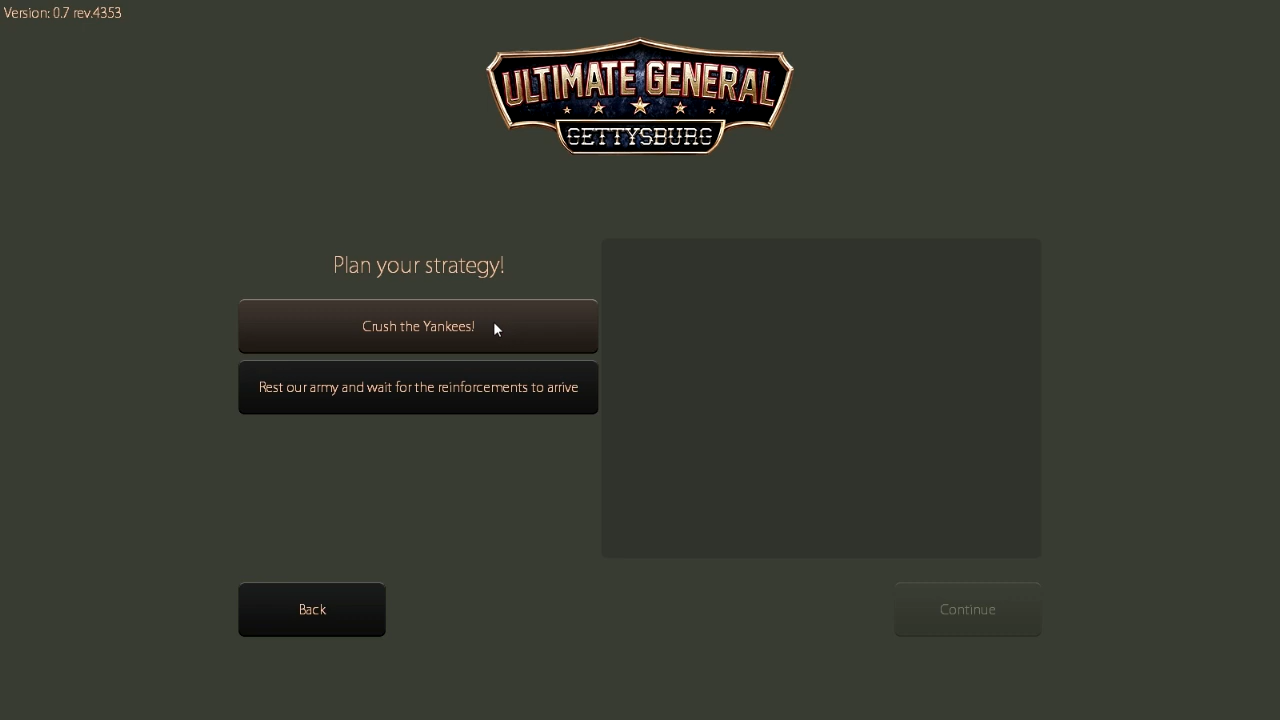 Version: 0.7 rev.4353
ULTIMATE GENERAL
GETTYSBURG
Plan your strategy!
Crush the Yankees!
Rest our army and wait for the reinforcements to arrive
Back
Continue